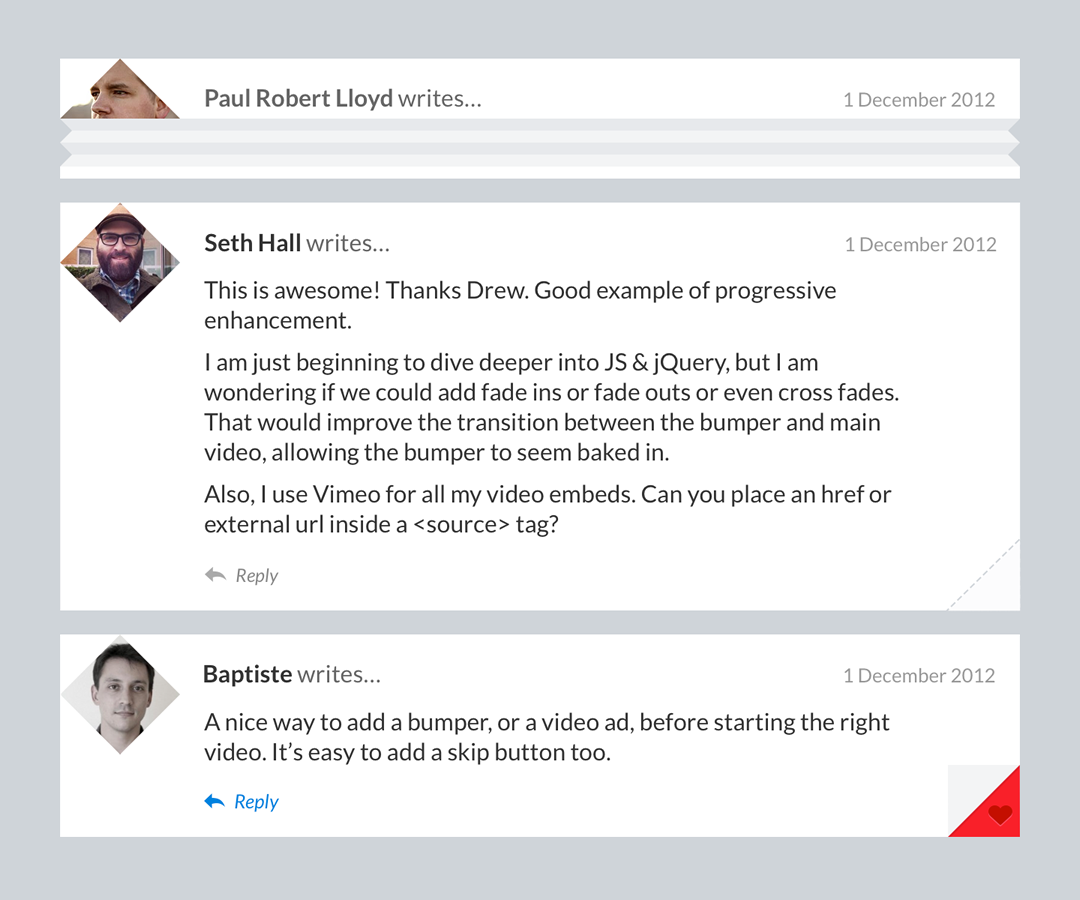 Paul Robert Lloyd writes…
1 December 2012
Seth Hall writes…
1 December 2012
This is awesome! Thanks Drew. Good example of progressive
enhancement.
I am just beginning to dive deeper into JS & jQuery, but I am
wondering if we could add fade ins or fade outs or even cross fades.
That would improve the transition between the bumper and main
video, allowing the bumper to seem baked in.
Also, I use Vimeo for all my video embeds. Can you place an href or
external url inside a <source> tag?
Reply
Baptiste writes…
1 December 2012
A nice way to add a bumper, or a video ad, before starting the right
video. It’s easy to add a skip button too.
Reply